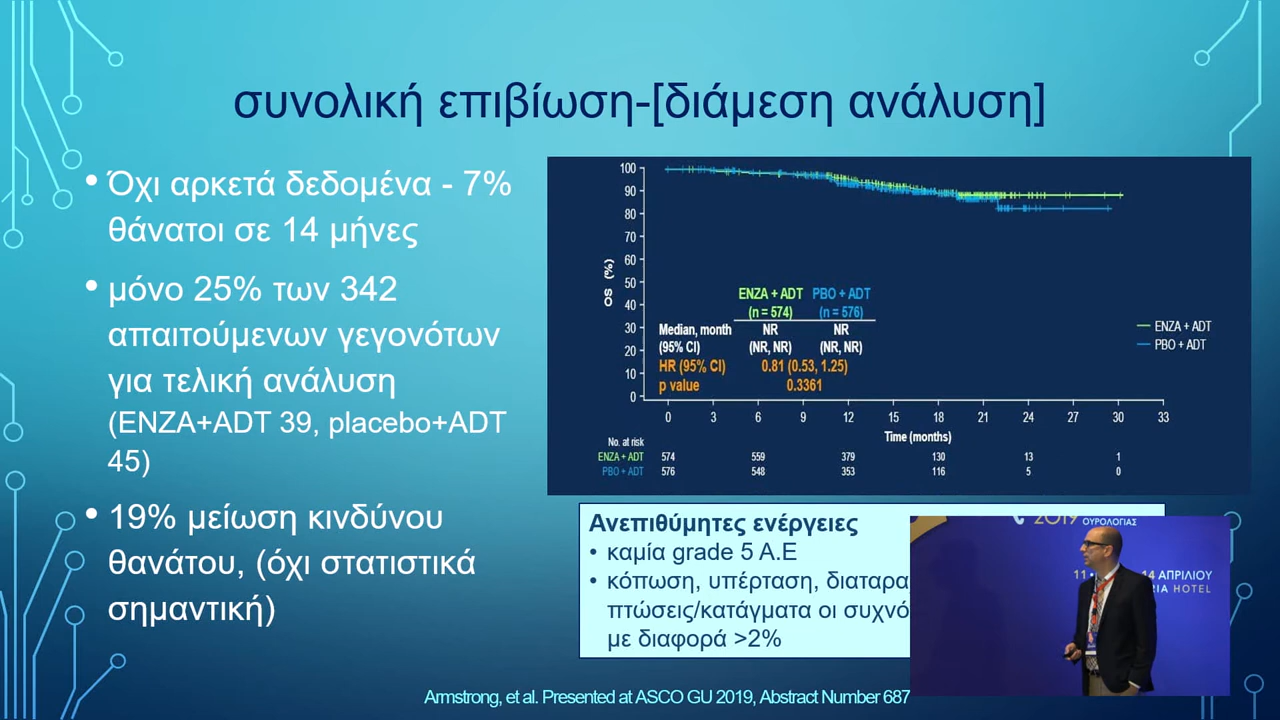 συνολική επιβίωση-[διάμεση ανάλυση]
• Όχι αρκετά δεδομένα - 7%
θάνατοι σε 14 μήνες
• μόνο 25% των 342
απαιτούμενων γεγονότων
για τελική ανάλυση
(ENZA+ADT 39, placebo+ADT
45)
• 19% μείωση κινδύνου
θανάτου, (όχι στατιστικά
σημαντική)
OS (%)
100
90
80
70
60
50
40
30
20
10
0
ENZA + ADT PBO + ADT
(n = 574) (n = 576)
Median, month NR NR
(95% CI) (NR, NR) (NR, NR)
HR (95% CI) 0.81 (0.53, 1.25)
p value 0.3361
ENZA + ADT
PBO + ADT
0 3 6 9 12 15 18 21 24 27 30 33
Time (months)
No. at risk
ENZA + ADT 574 559 379 130 13 1
PBO + ADT 576 548 353 116 5 0
Ανεπιθύμητες ενέργειες
• καμία grade 5 A.E
• κόπωση, υπέρταση, διαταρα
πτώσεις/κατάγματα οι συχνό
με διαφορά >2%
2019 ΟΥΡΟΛΟΓΙΑΣ
11 14 ΑΠΡΙΛΙΟΥ
RIA HOTEL
Armstrong, et al. Presented at ASCO GU 2019, Abstract Number 687